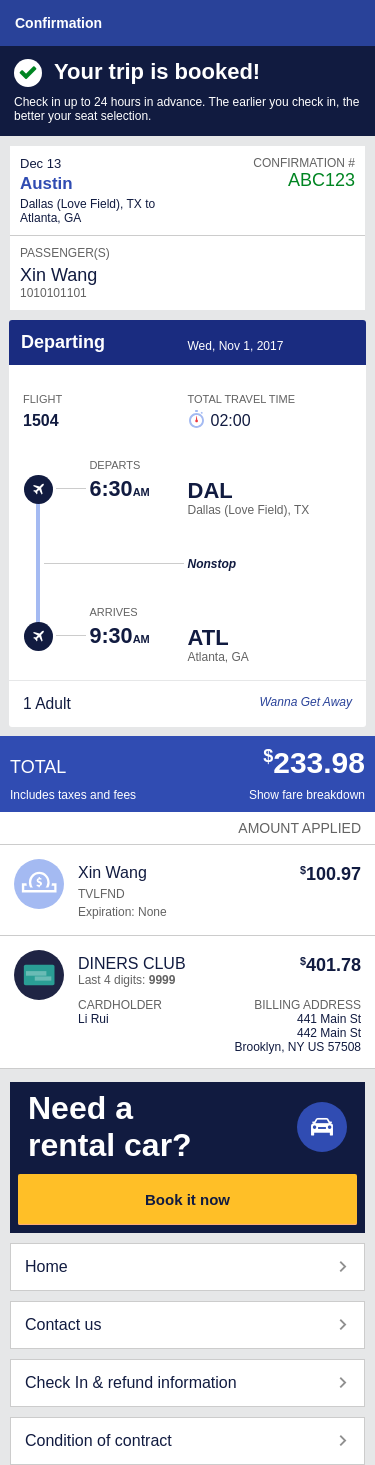 Confirmation
Your trip is booked!
Check in up to 24 hours in advance. The earlier you check in, the
better your seat selection.
Dec 13
CONFIRMATION #
Austin
ABC123
Dallas (Love Field), TX to
Atlanta, GA
PASSENGER(S)
Xin Wang
1010101101
Departing
Wed, Nov 1, 2017
FLIGHT
TOTAL TRAVEL TIME
1504
02:00
DEPARTS
6:30AM
DAL
Dallas (Love Field), TX
Nonstop
ARRIVES
9:30AM
ATL
Atlanta, GA
1 Adult
Wanna Get Away
TOTAL
$233.98
Includes taxes and fees
Show fare breakdown
AMOUNT APPLIED
Xin Wang
$100.97
TVLFND
Expiration: None
DINERS CLUB
$401.78
Last 4 digits: 9999
CARDHOLDER
BILLING ADDRESS
Li Rui
441 Main St
442 Main St
Brooklyn, NY US 57508
Need a
rental car?
Book it now
Home
Contact us
Check In & refund information
Condition of contract